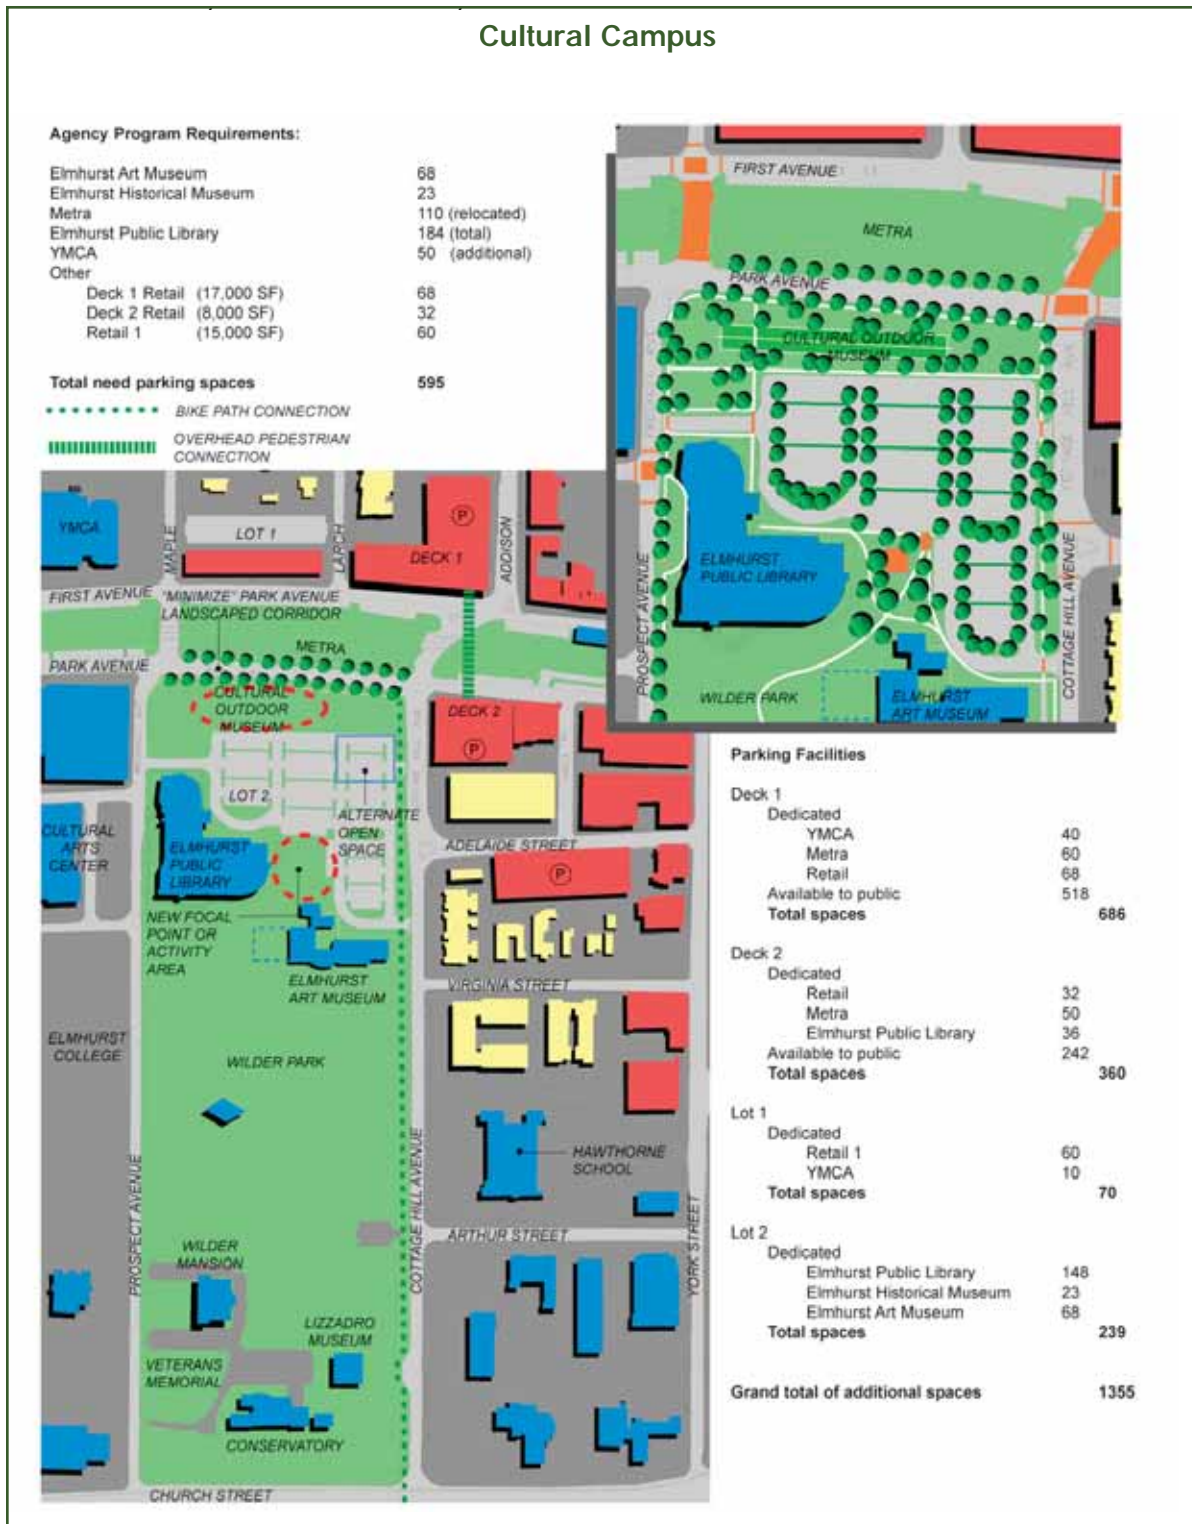 Cultural Campus
Agency Program Requirements:
Elmhurst Art Museum 68
Elmhurst Historical Museum 23
Metra 110 (relocated)
Elmhurst Public Library 184 (total)
YMCA 50 (additional)
Other
Deck 1 Retail (17,000 SF) 68
Deck 2 Retail (8,000 SF) 32
Retail 1 (15,000 SF) 60
Total need parking spaces 595
BIKE PATH CONNECTION
OVERHEAD PEDESTRIAN
CONNECTION
FIRST AVENUE
METRA
PARK AVENUE
CULTURAL OUTDOOR
MUSEUM
ELMHURST
PUBLIC LIBRARY
PROSPECT AVENUE
COTTAGE HILL AVENUE
WILDER PARK
ELMHURST
ART MUSEUM
YMCA
MAPLE
LOT 1
LARCH
P
DECK 1
ADDISON
FIRST AVENUE
"MINIMIZE" PARK AVENUE
LANDSCAPED CORRIDOR
METRA
PARK AVENUE
CULTURAL
OUTDOOR
MUSEUM
DECK 2
P
LOT 2
ALTERNATE
OPEN
SPACE
CULTURAL
ARTS
CENTER
ELMHURST
PUBLIC
LIBRARY
ADELAIDE STREET
P
NEW FOCAL
POINT OR
ACTIVITY
AREA
ELMHURST
ART MUSEUM
VIRGINIA STREET
ELMHURST
COLLEGE
WILDER PARK
HAWTHORNE
SCHOOL
PROSPECT AVENUE
COTTAGE HILL AVENUE
YORK STREET
ARTHUR STREET
WILDER
MANSION
LIZZADRO
MUSEUM
VETERANS
MEMORIAL
CONSERVATORY
CHURCH STREET
Parking Facilities
Deck 1
Dedicated
YMCA 40
Metra 60
Retail 68
Available to public 518
Total spaces 686
Deck 2
Dedicated
Retail 32
Metra 50
Elmhurst Public Library 36
Available to public 242
Total spaces 360
Lot 1
Dedicated
Retail 1 60
YMCA 10
Total spaces 70
Lot 2
Dedicated
Elmhurst Public Library 148
Elmhurst Historical Museum 23
Elmhurst Art Museum 68
Total spaces 239
Grand total of additional spaces 1355